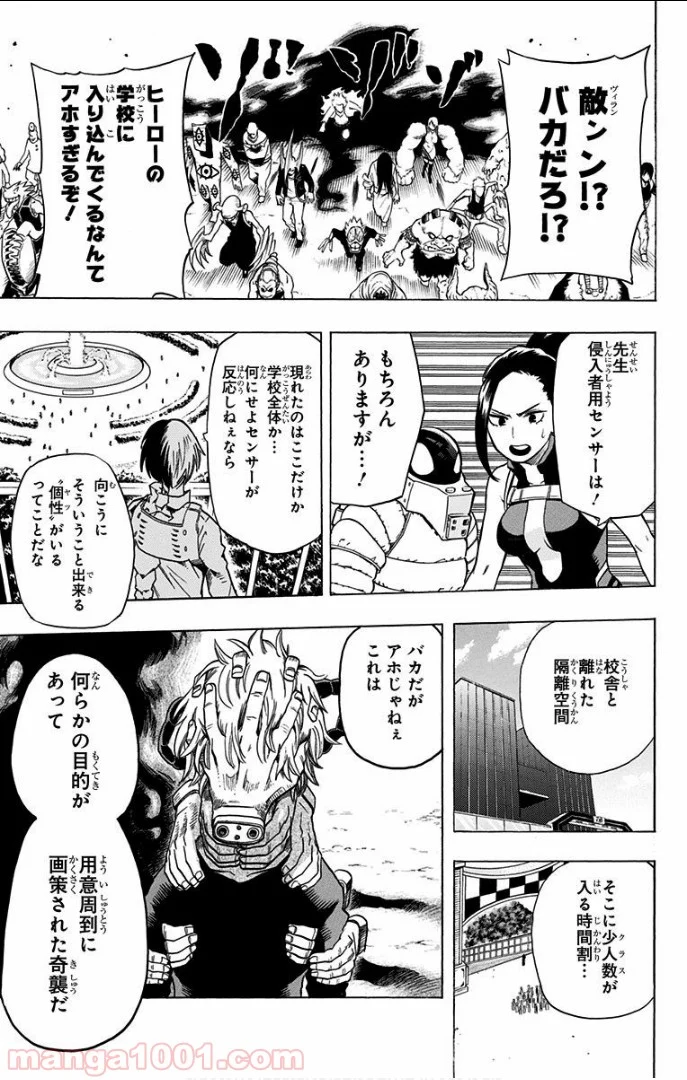 敵ンン!?
バカだろ!?
ヒーローの
学校に
入り込んでくるなんて
アホすぎるぞ!
先生
侵入者用センサーは!
もちろん
ありますが…!
現れたのはここだけか
学校全体か…
何にせよセンサーが
反応しねぇなら
向こうに
そういうこと出来る
“個性”がいる
ってことだな
校舎と
離れた
隔離空間
そこに少人数が
入る時間割…
バカだが
アホじゃねぇ
これは
何らかの目的が
あって
用意周到に
画策された奇襲だ
manga1001.com